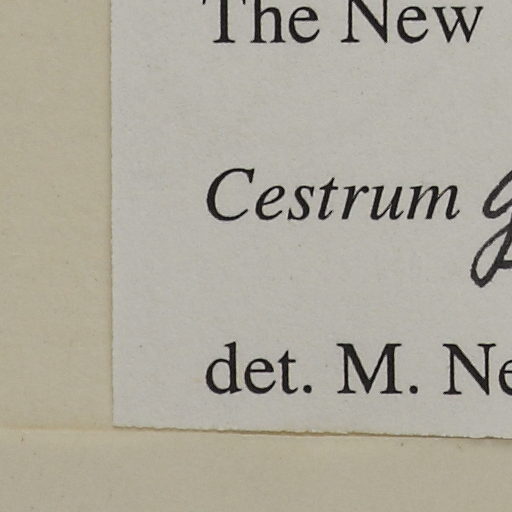 The New
Cestrum
det. M. Ne